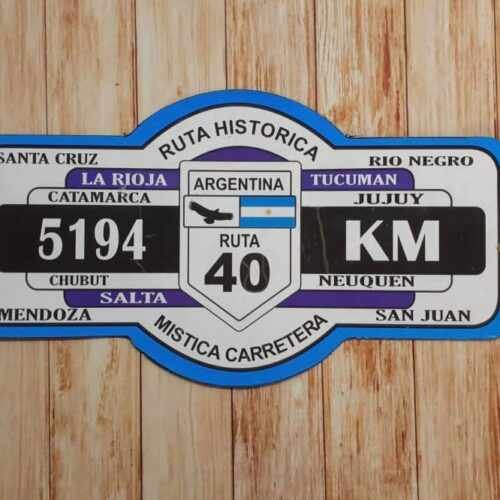 RUTA HISTORICA
SANTA CRUZ
RIO NEGRO
LA RIOJA
ARGENTINA
TUCUMAN
CATAMARCA
JUJUY
5194
RUTA
40
KM
CHUBUT
NEUQUEN
SALTA
MENDOZA
SAN JUAN
MISTICA CARRETERA